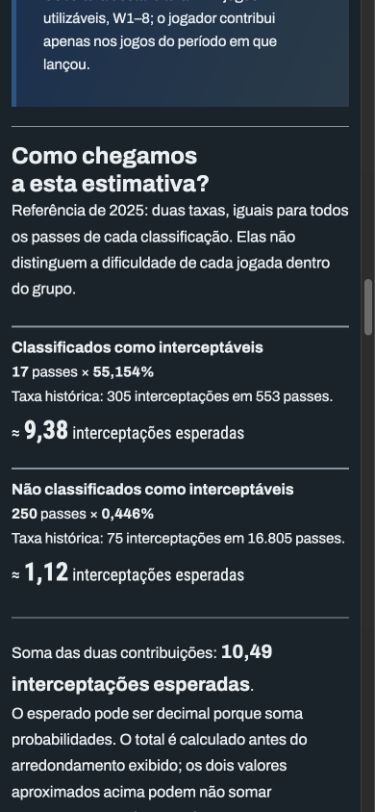 utilizáveis, W1–8; o jogador contribui
apenas nos jogos do período em que
lançou.
Como chegamos
a esta estimativa?
Referência de 2025: duas taxas, iguais para todos
os passes de cada classificação. Elas não
distinguem a dificuldade de cada jogada dentro
do grupo.
Classificados como interceptáveis
17 passes × 55,154%
Taxa histórica: 305 interceptações em 553 passes.
≈ 9,38 interceptações esperadas
Não classificados como interceptáveis
250 passes × 0,446%
Taxa histórica: 75 interceptações em 16.805 passes.
≈ 1,12 interceptações esperadas
Soma das duas contribuições: 10,49
interceptações esperadas.
O esperado pode ser decimal porque soma
probabilidades. O total é calculado antes do
arredondamento exibido; os dois valores
aproximados acima podem não somar